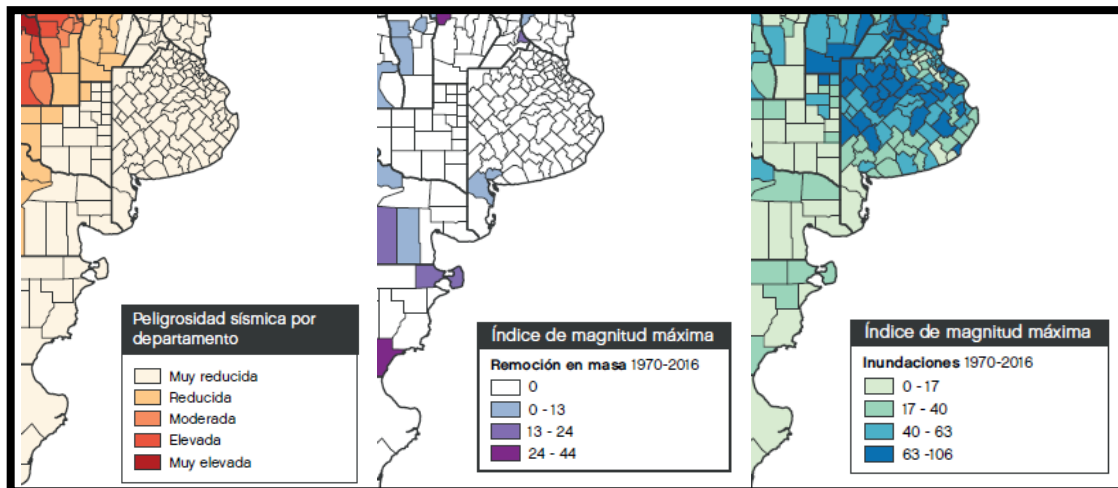 Peligrosidad sísmica por
departamento
Muy reducida
Reducida
Moderada
Elevada
Muy elevada
Índice de magnitud máxima
Remoción en masa 1970-2016
0
0 -13
13 - 24
24 - 44
Índice de magnitud máxima
Inundaciones 1970-2016
0 -17
17 - 40
40 - 63
63 -106